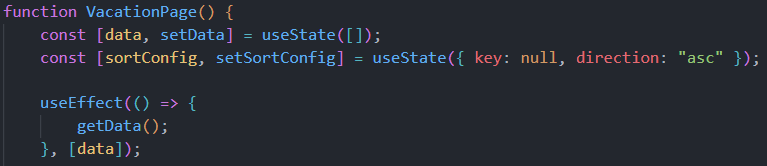 function VacationPage() {
const [data, setData] = useState([]);
const [sortConfig, setSortConfig] = useState({ key: null, direction: "asc" });
useEffect(() => {
getData();
}, [data]);